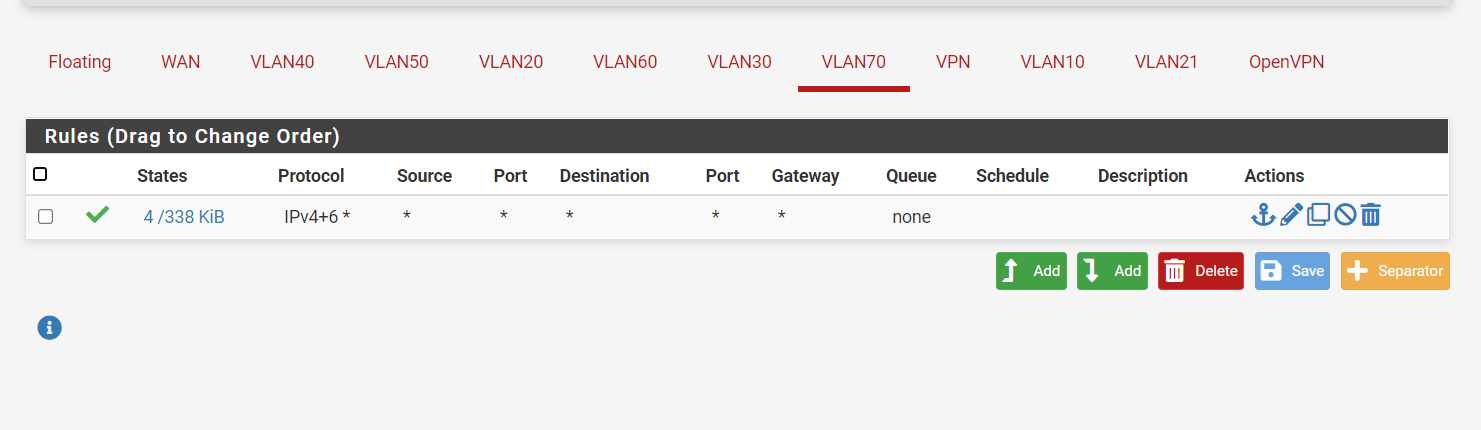 Floating WAN VLAN40 VLAN50 VLAN20 VLAN60 VLAN30 VLAN70 VPN VLAN10 VLAN21 OpenVPN
Rules (Drag to Change Order)
States Protocol Source Port Destination Port Gateway Queue Schedule Description Actions
4 /338 KiB IPv4+6 * * * * * * none
Add Add Delete Save Separator